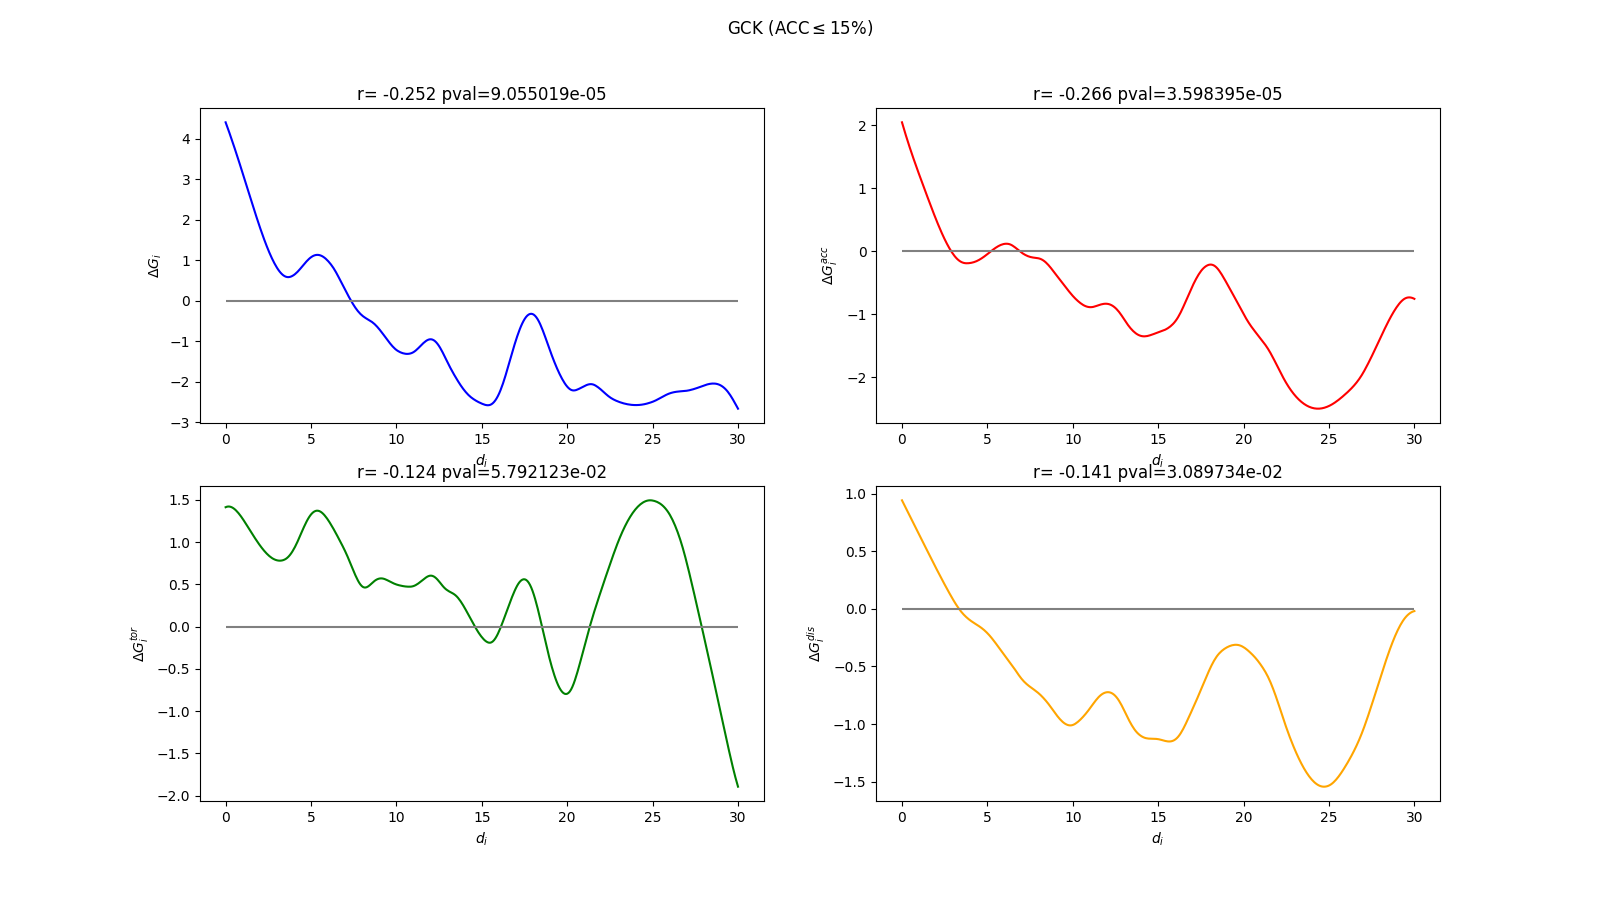 GCK (ACC ≤ 15%)
r= -0.252 pval=9.055019e-05
4
3
2
1
0
−1
−2
−3
ΔG_i
0 5 10 15 20 25 30
d_i
r= -0.266 pval=3.598395e-05
2
1
0
−1
−2
ΔG_i^acc
0 5 10 15 20 25 30
d_i
r= -0.124 pval=5.792123e-02
1.5
1.0
0.5
0.0
−0.5
−1.0
−1.5
−2.0
ΔG_i^tor
0 5 10 15 20 25 30
d_i
r= -0.141 pval=3.089734e-02
1.0
0.5
0.0
−0.5
−1.0
−1.5
ΔG_i^dis
0 5 10 15 20 25 30
d_i